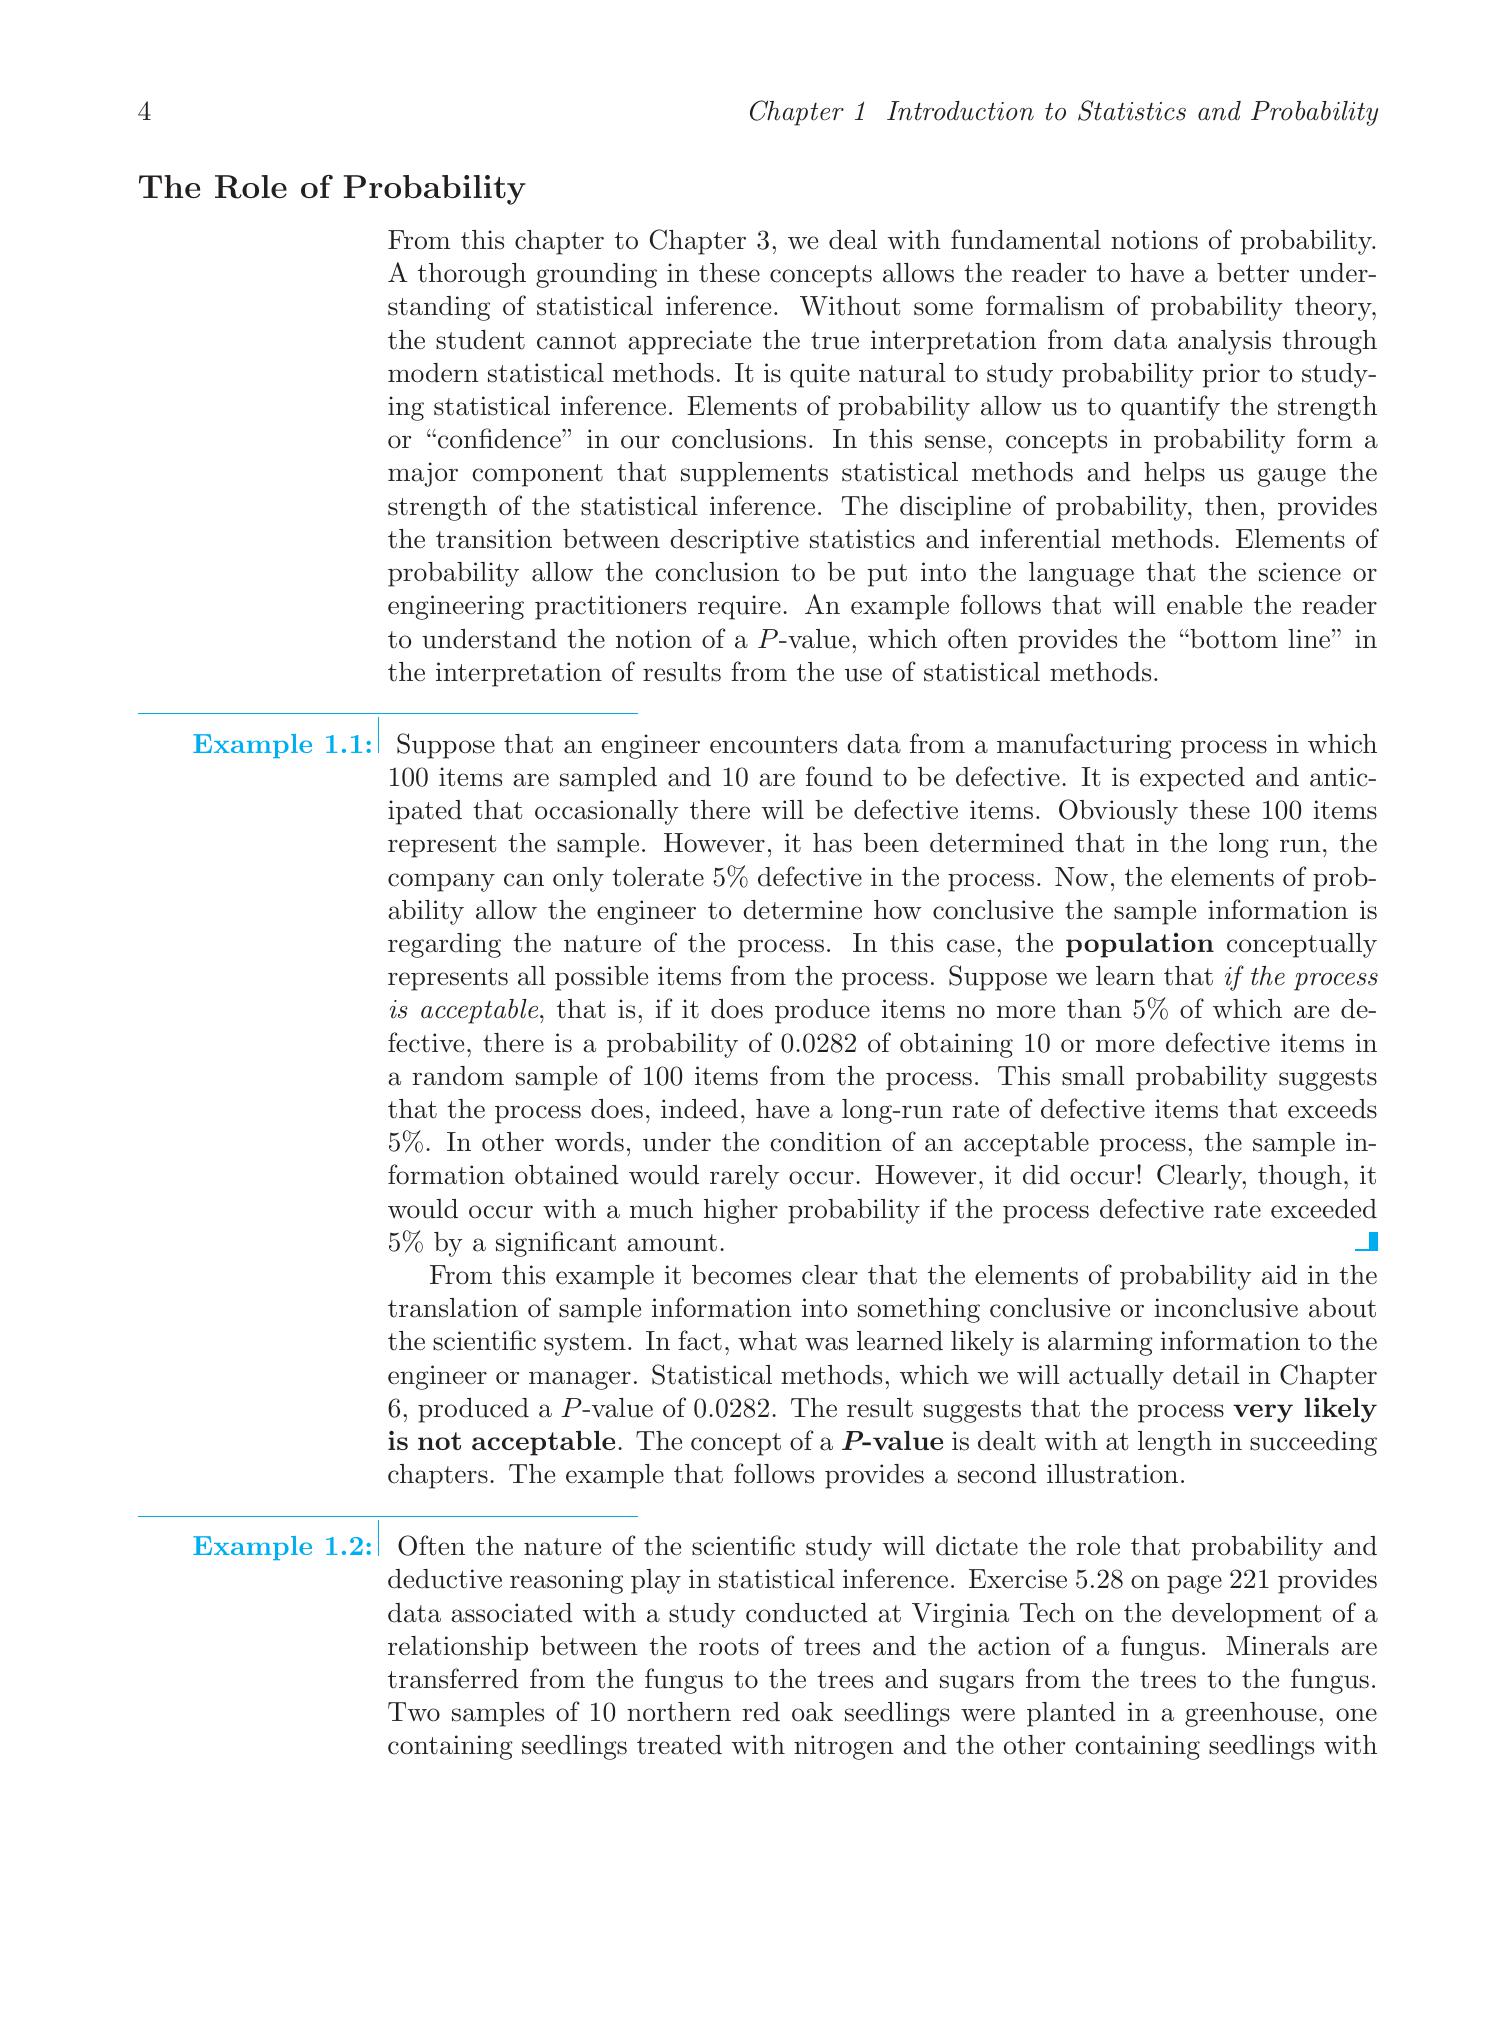 4 Chapter 1 Introduction to Statistics and Probability
The Role of Probability
From this chapter to Chapter 3, we deal with fundamental notions of probability.
A thorough grounding in these concepts allows the reader to have a better under-
standing of statistical inference. Without some formalism of probability theory,
the student cannot appreciate the true interpretation from data analysis through
modern statistical methods. It is quite natural to study probability prior to study-
ing statistical inference. Elements of probability allow us to quantify the strength
or “confidence” in our conclusions. In this sense, concepts in probability form a
major component that supplements statistical methods and helps us gauge the
strength of the statistical inference. The discipline of probability, then, provides
the transition between descriptive statistics and inferential methods. Elements of
probability allow the conclusion to be put into the language that the science or
engineering practitioners require. An example follows that will enable the reader
to understand the notion of a P-value, which often provides the “bottom line” in
the interpretation of results from the use of statistical methods.
Example 1.1: Suppose that an engineer encounters data from a manufacturing process in which
100 items are sampled and 10 are found to be defective. It is expected and antic-
ipated that occasionally there will be defective items. Obviously these 100 items
represent the sample. However, it has been determined that in the long run, the
company can only tolerate 5% defective in the process. Now, the elements of prob-
ability allow the engineer to determine how conclusive the sample information is
regarding the nature of the process. In this case, the population conceptually
represents all possible items from the process. Suppose we learn that if the process
is acceptable, that is, if it does produce items no more than 5% of which are de-
fective, there is a probability of 0.0282 of obtaining 10 or more defective items in
a random sample of 100 items from the process. This small probability suggests
that the process does, indeed, have a long-run rate of defective items that exceeds
5%. In other words, under the condition of an acceptable process, the sample in-
formation obtained would rarely occur. However, it did occur! Clearly, though, it
would occur with a much higher probability if the process defective rate exceeded
5% by a significant amount.
From this example it becomes clear that the elements of probability aid in the
translation of sample information into something conclusive or inconclusive about
the scientific system. In fact, what was learned likely is alarming information to the
engineer or manager. Statistical methods, which we will actually detail in Chapter
6, produced a P-value of 0.0282. The result suggests that the process very likely
is not acceptable. The concept of a P-value is dealt with at length in succeeding
chapters. The example that follows provides a second illustration.
Example 1.2: Often the nature of the scientific study will dictate the role that probability and
deductive reasoning play in statistical inference. Exercise 5.28 on page 221 provides
data associated with a study conducted at Virginia Tech on the development of a
relationship between the roots of trees and the action of a fungus. Minerals are
transferred from the fungus to the trees and sugars from the trees to the fungus.
Two samples of 10 northern red oak seedlings were planted in a greenhouse, one
containing seedlings treated with nitrogen and the other containing seedlings with